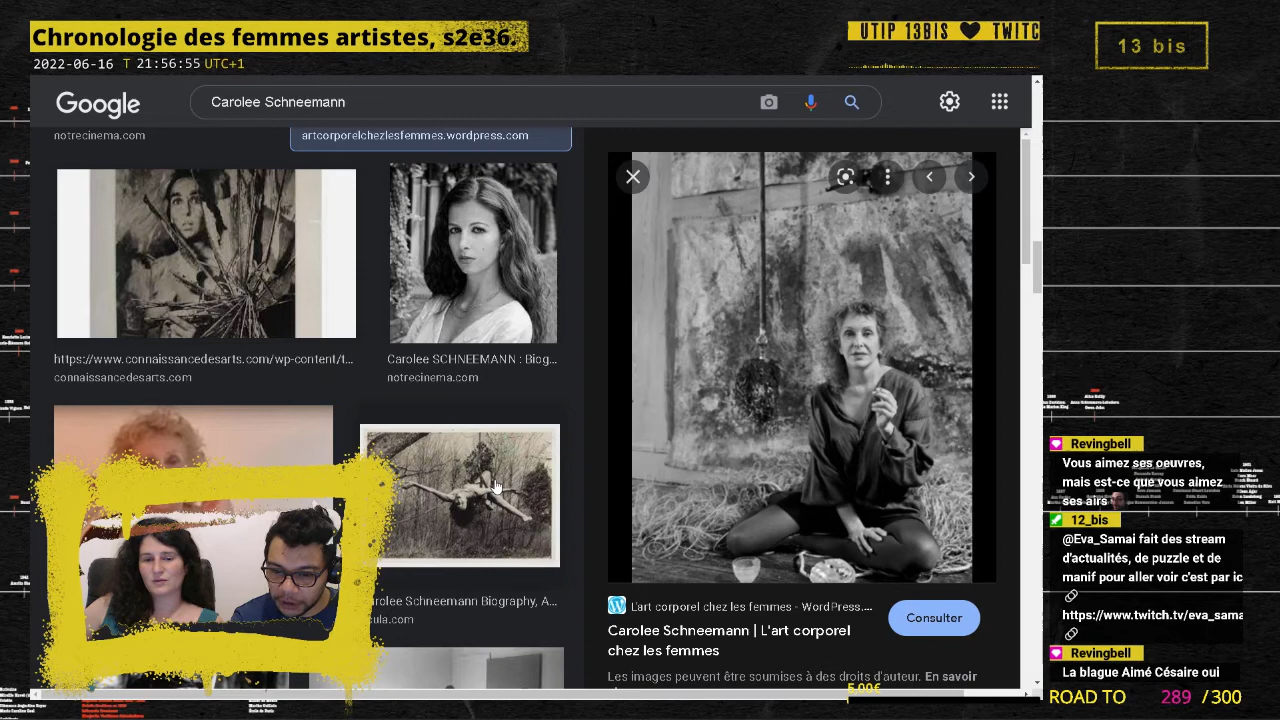 Chronologie des femmes artistes, s2e36.
2022-06-16 T 21:56:55 UTC+1
UTIP 13BIS TWITC
13 bis
Google
Carolee Schneemann
notrecinema.com
artcorporelchezlesfemmes.wordpress.com
https://www.connaissancedesarts.com/wp-content/t...
connaissancedesarts.com
Carolee SCHNEEMANN : Biog...
notrecinema.com
rolee Schneemann Biography, A...
ula.com
L'art corporel chez les femmes - WordPress....
Consulter
Carolee Schneemann | L'art corporel
chez les femmes
Les images peuvent être soumises à des droits d'auteur. En savoir
5,00€
Revingbell
Vous aimez ses oeuvres,
mais est-ce que vous aimez
ses airs
12_bis
@Eva_Samai fait des stream
d'actualités, de puzzle et de
manif pour aller voir c'est par ic
https://www.twitch.tv/eva_sama
Revingbell
La blague Aimé Césaire oui
ROAD TO 289 / 300